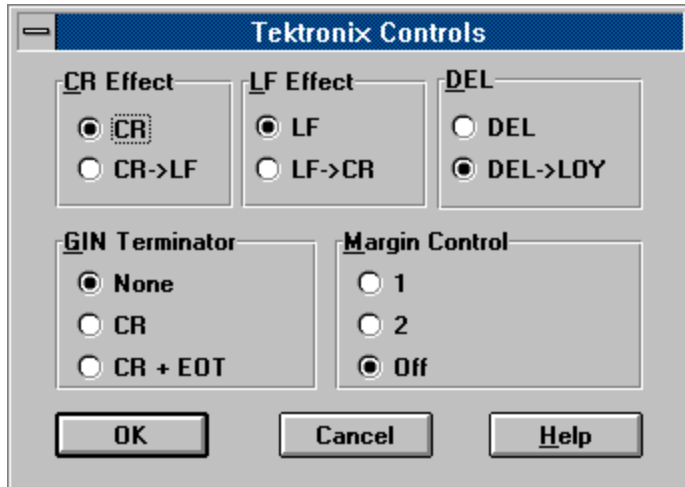 Tektronix Controls
CR Effect LF Effect DEL
CR LF DEL
CR->LF LF->CR DEL->LOY
GIN Terminator Margin Control
None 1
CR 2
CR + EOT Off
OK Cancel Help